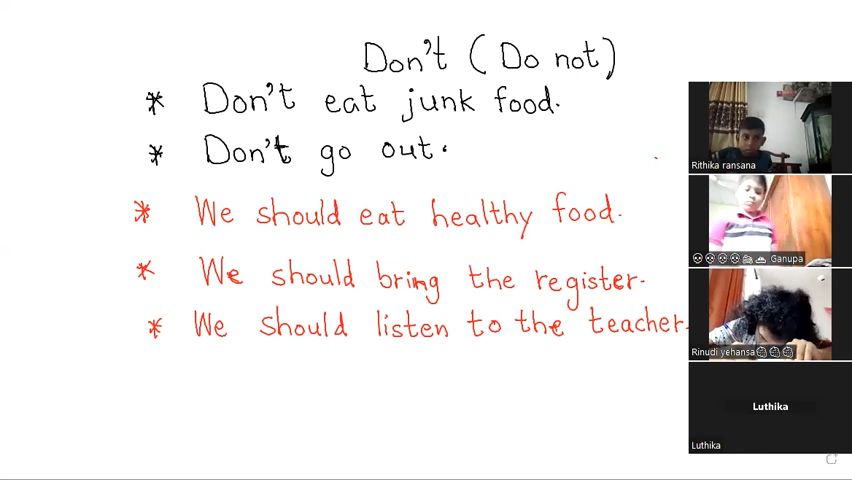 Don't (Do not)
* Don't eat junk food.
* Don't go out.
* We should eat healthy food.
* We should bring the register.
* We should listen to the teacher.
Rithika ransana
💀💀💀💀🏍🚗 Ganupa
Rinudi yehansa🍪🍪🍪
Luthika
Luthika